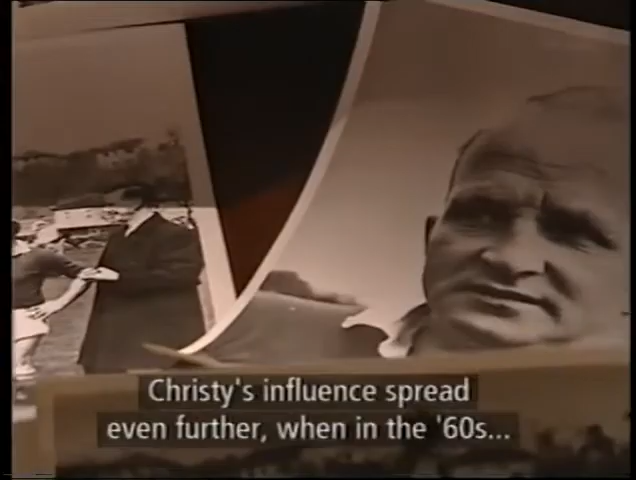 Christy's influence spread
even further, when in the '60s...